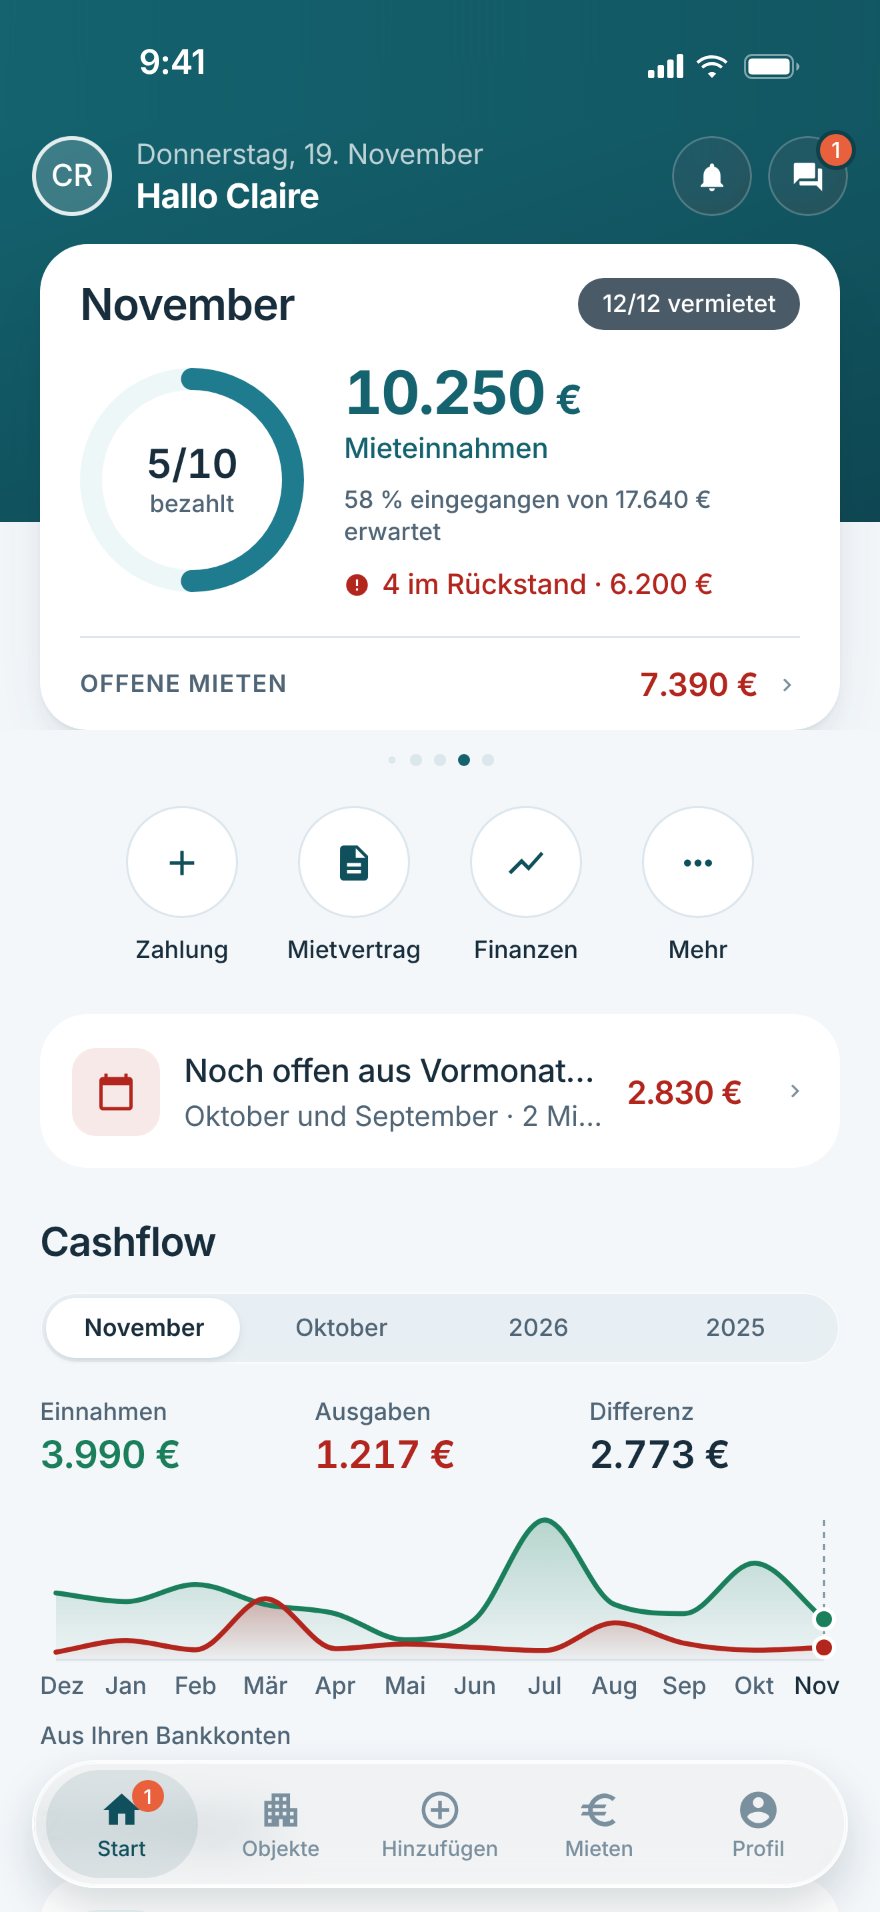 9:41
CR
Donnerstag, 19. November
Hallo Claire
1
November
12/12 vermietet
5/10
bezahlt
10.250 €
Mieteinnahmen
58 % eingegangen von 17.640 €
erwartet
4 im Rückstand · 6.200 €
OFFENE MIETEN
7.390 €
Zahlung
Mietvertrag
Finanzen
Mehr
Noch offen aus Vormonat...
Oktober und September · 2 Mi...
2.830 €
Cashflow
November
Oktober
2026
2025
Einnahmen
Ausgaben
Differenz
3.990 €
1.217 €
2.773 €
Dez Jan Feb Mär Apr Mai Jun Jul Aug Sep Okt Nov
Aus Ihren Bankkonten
1
Start
Objekte
Hinzufügen
Mieten
Profil